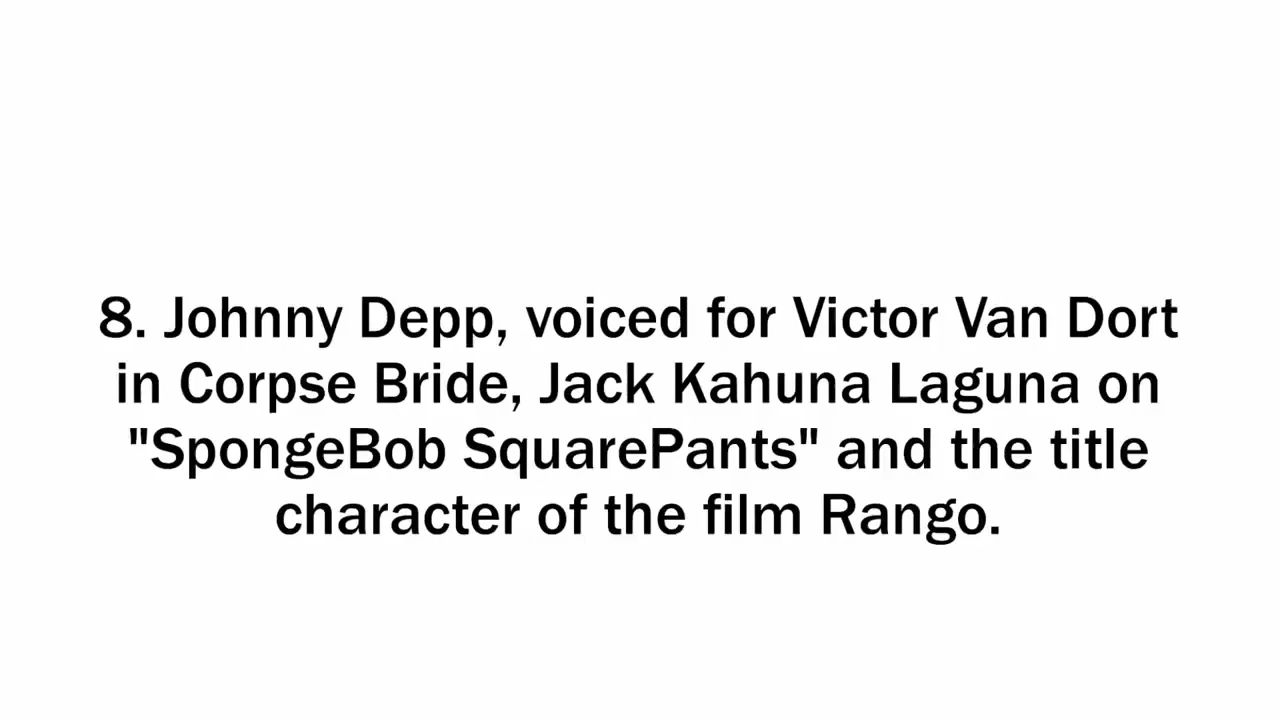 8. Johnny Depp, voiced for Victor Van Dort
in Corpse Bride, Jack Kahuna Laguna on
"SpongeBob SquarePants" and the title
character of the film Rango.